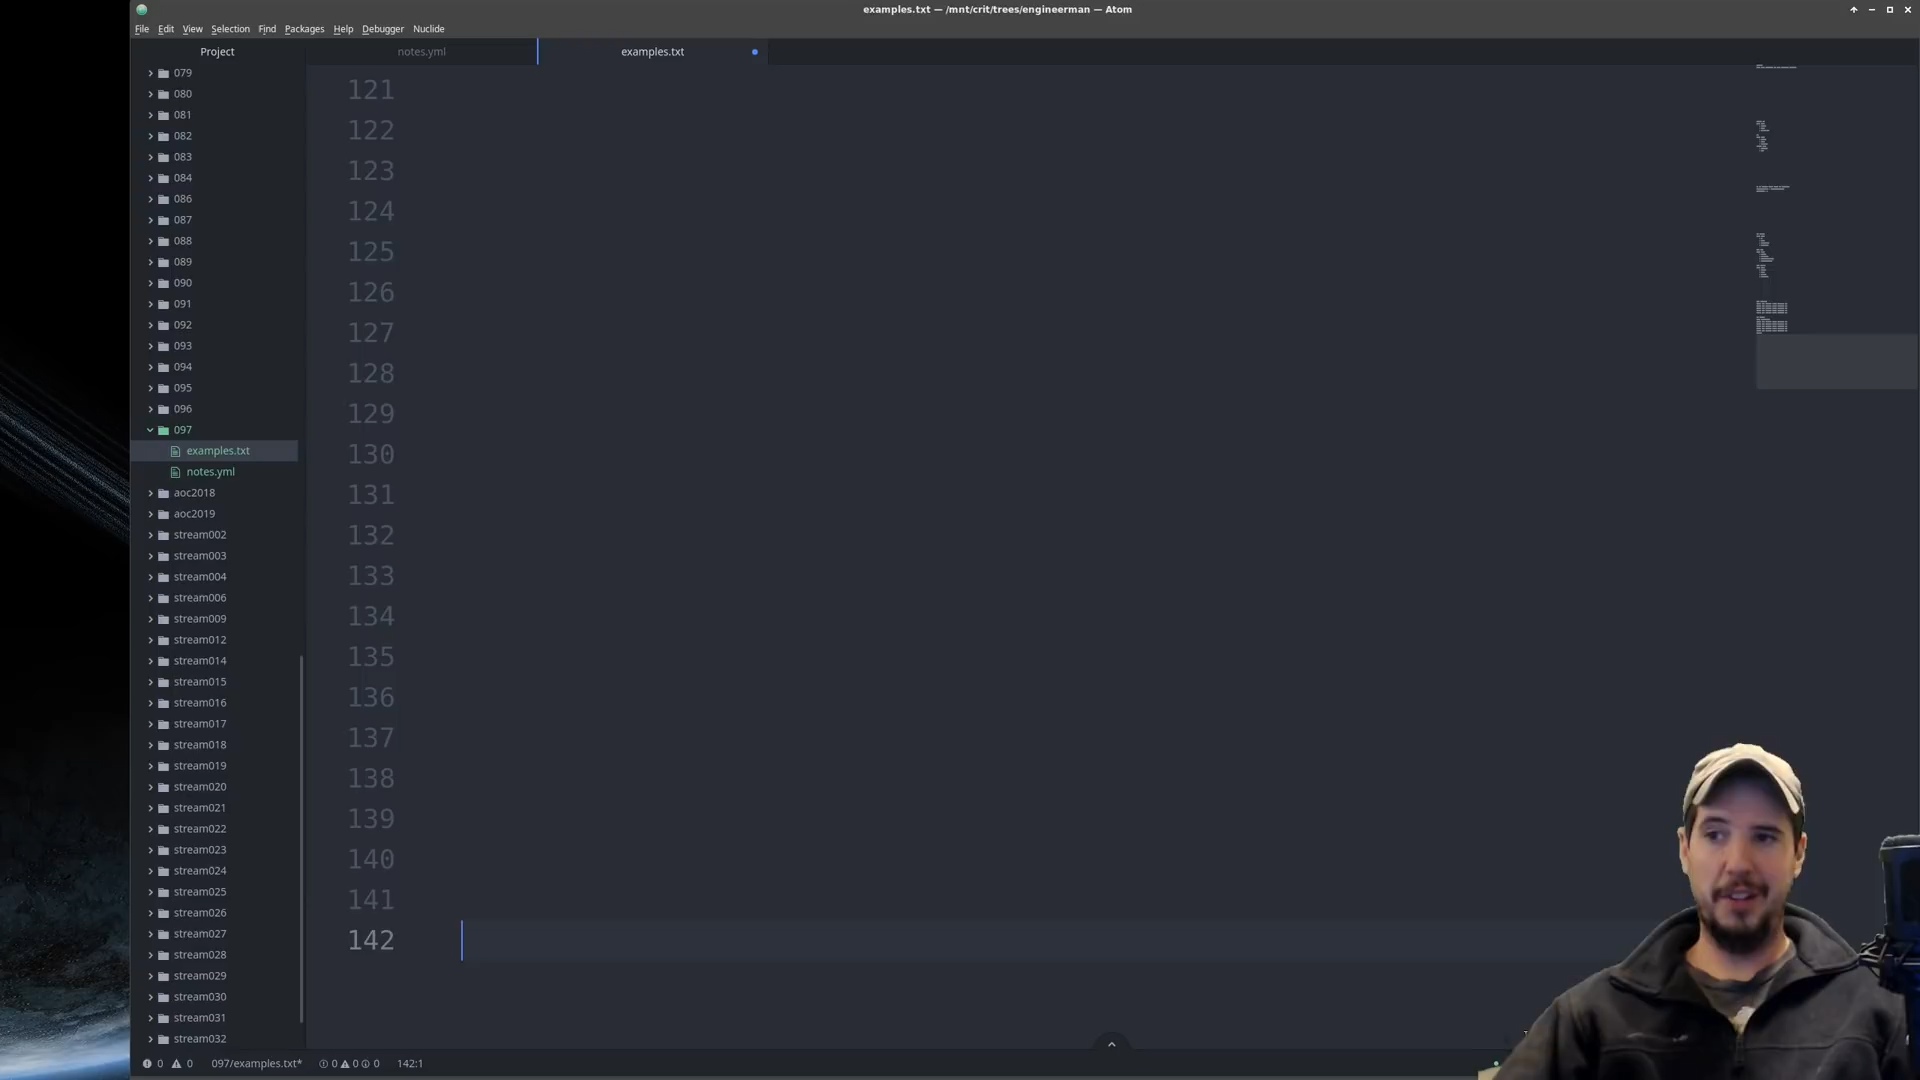 examples.txt — /mnt/crit/trees/engineerman — Atom
File Edit View Selection Find Packages Help Debugger Nuclide
Project
notes.yml
examples.txt
079
080
081
082
083
084
086
087
088
089
090
091
092
093
094
095
096
097
examples.txt
notes.yml
aoc2018
aoc2019
stream002
stream003
stream004
stream006
stream009
stream012
stream014
stream015
stream016
stream017
stream018
stream019
stream020
stream021
stream022
stream023
stream024
stream025
stream026
stream027
stream028
stream029
stream030
stream031
stream032
121
122
123
124
125
126
127
128
129
130
131
132
133
134
135
136
137
138
139
140
141
142
0 0 097/examples.txt* 0 0 0 142:1